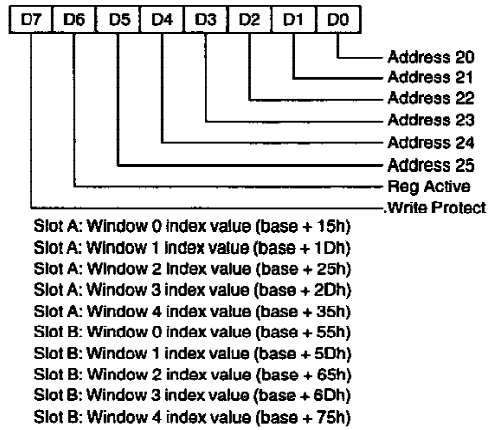 D7 D6 D5 D4 D3 D2 D1 D0
Address 20
Address 21
Address 22
Address 23
Address 24
Address 25
Reg Active
.Write Protect
Slot A: Window 0 index value (base + 15h)
Slot A: Window 1 index value (base + 1Dh)
Slot A: Window 2 index value (base + 25h)
Slot A: Window 3 index value (base + 2Dh)
Slot A: Window 4 index value (base + 35h)
Slot B: Window 0 index value (base + 55h)
Slot B: Window 1 index value (base + 5Dh)
Slot B: Window 2 index value (base + 65h)
Slot B: Window 3 index value (base + 6Dh)
Slot B: Window 4 index value (base + 75h)